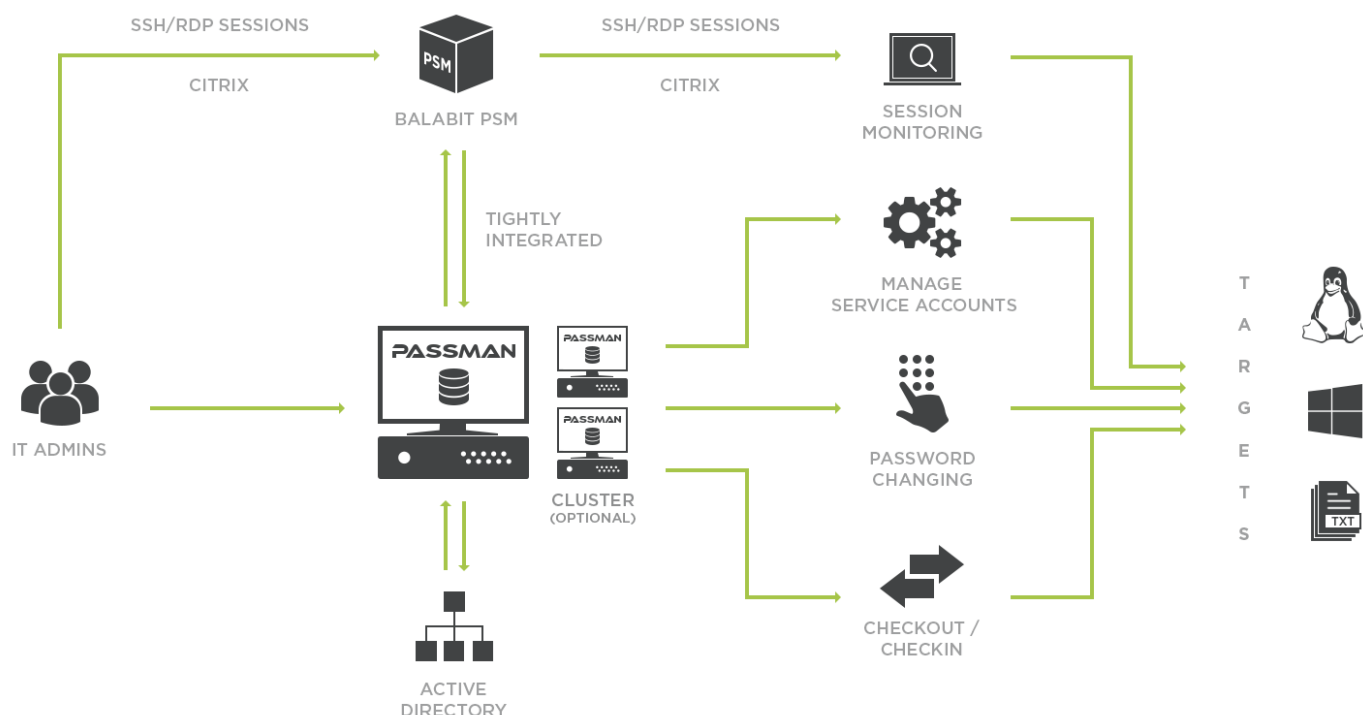 SSH/RDP SESSIONS
CITRIX
PSM
BALABIT PSM
SSH/RDP SESSIONS
CITRIX
SESSION
MONITORING
TIGHTLY
INTEGRATED
MANAGE
SERVICE ACCOUNTS
IT ADMINS
PASSMAN
PASSMAN
PASSMAN
CLUSTER
(OPTIONAL)
PASSWORD
CHANGING
CHECKOUT /
CHECKIN
ACTIVE
DIRECTORY
T
A
R
G
E
T
S
TXT